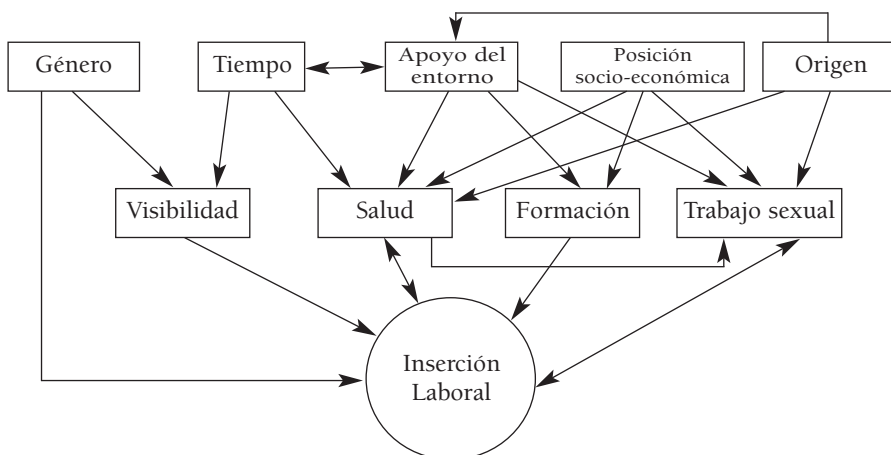 Género
Tiempo
Apoyo del
entorno
Posición
socio-económica
Origen
Visibilidad
Salud
Formación
Trabajo sexual
Inserción
Laboral